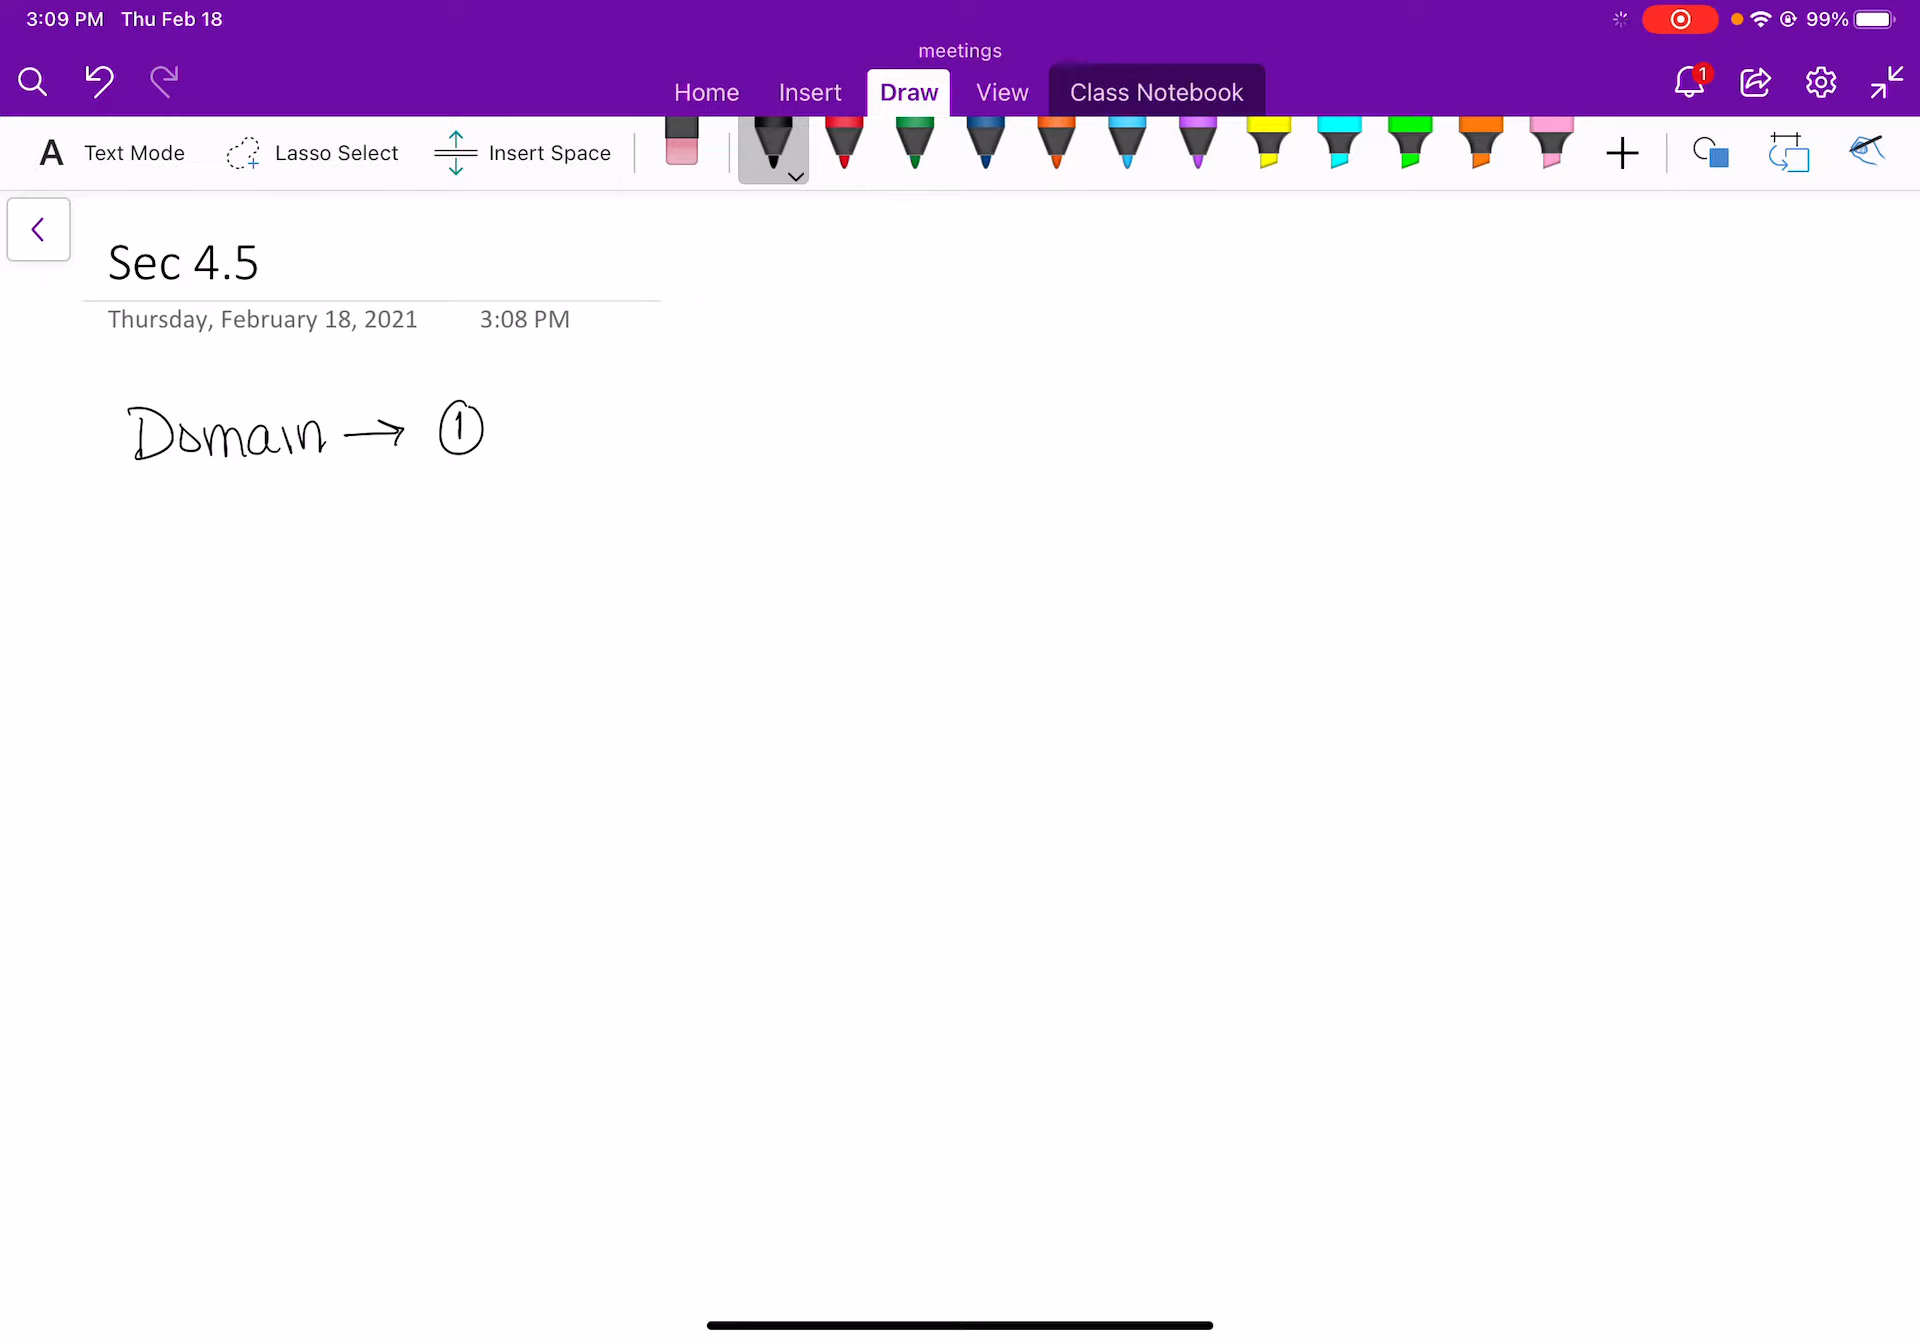 3:09 PM Thu Feb 18 99%
meetings
1
Home Insert Draw View Class Notebook
A Text Mode Lasso Select Insert Space
Sec 4.5
Thursday, February 18, 2021 3:08 PM
Domain → ①